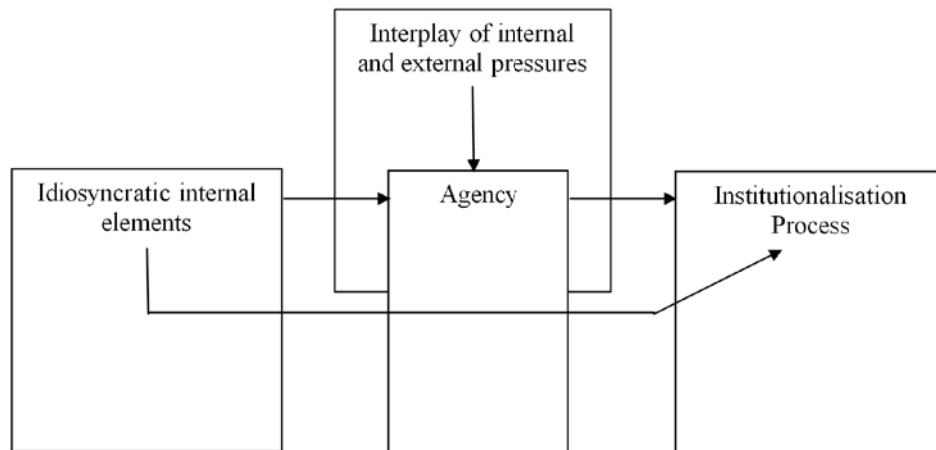 Interplay of internal
and external pressures
Idiosyncratic internal
elements
Agency
Institutionalisation
Process